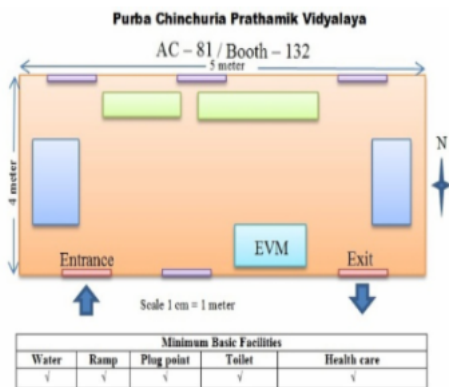 Purba Chinchuria Prathamik Vidyalaya
AC – 81 / Booth – 132
5 meter
N
4 meter
EVM
Entrance
Exit
Scale 1 cm = 1 meter
Minimum Basic Facilities
Water Ramp Plug point Toilet Health care
√ √ √ √ √